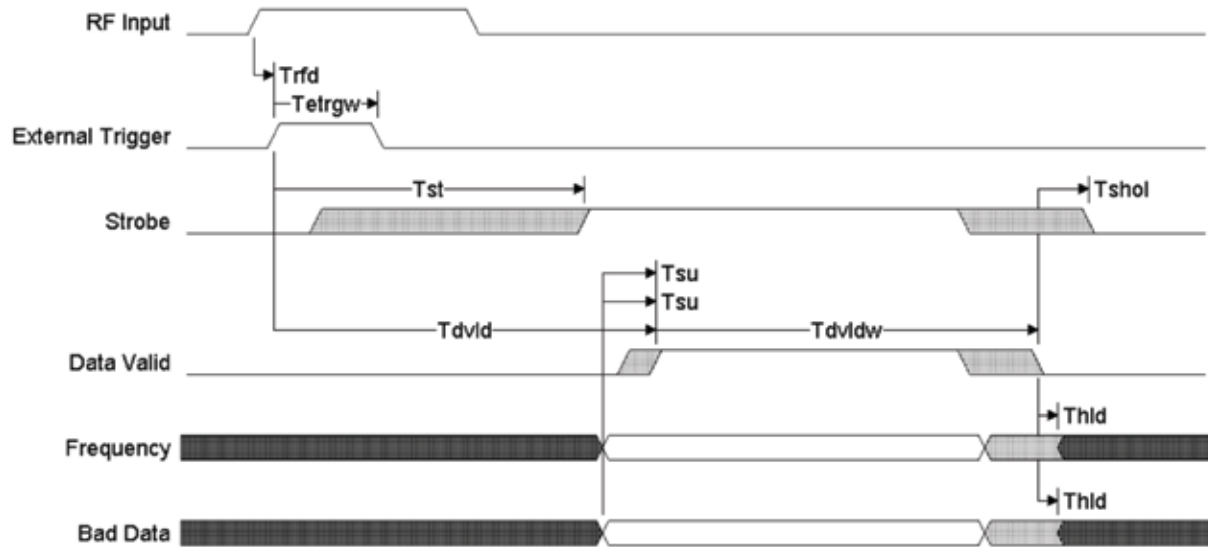 RF Input
Trfd
Tetrgw
External Trigger
Tst
Tshol
Strobe
Tsu
Tsu
Tdvld
Tdvldw
Data Valid
Thld
Frequency
Thld
Bad Data